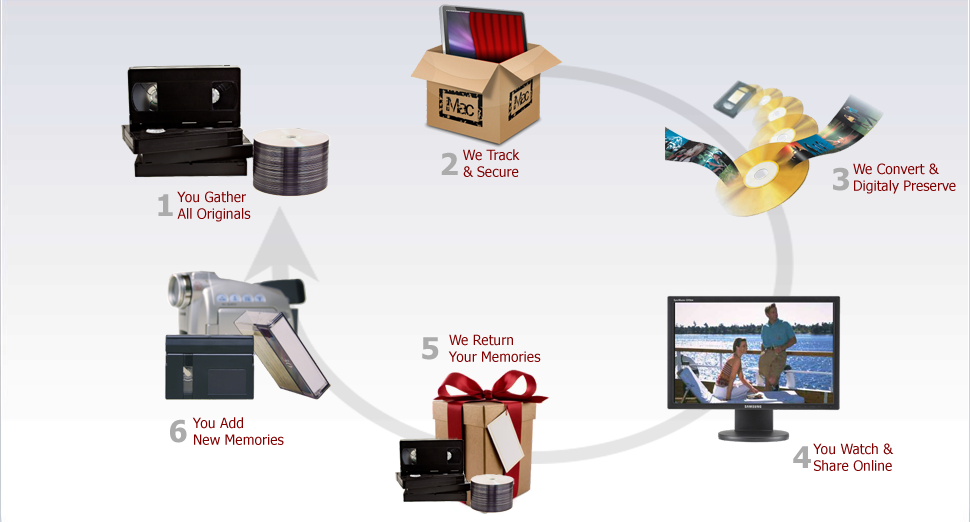 1 You Gather
All Originals
iMac
iMac
2 We Track
& Secure
3 We Convert &
Digitaly Preserve
SAMSUNG
4 You Watch &
Share Online
5 We Return
Your Memories
6 You Add
New Memories